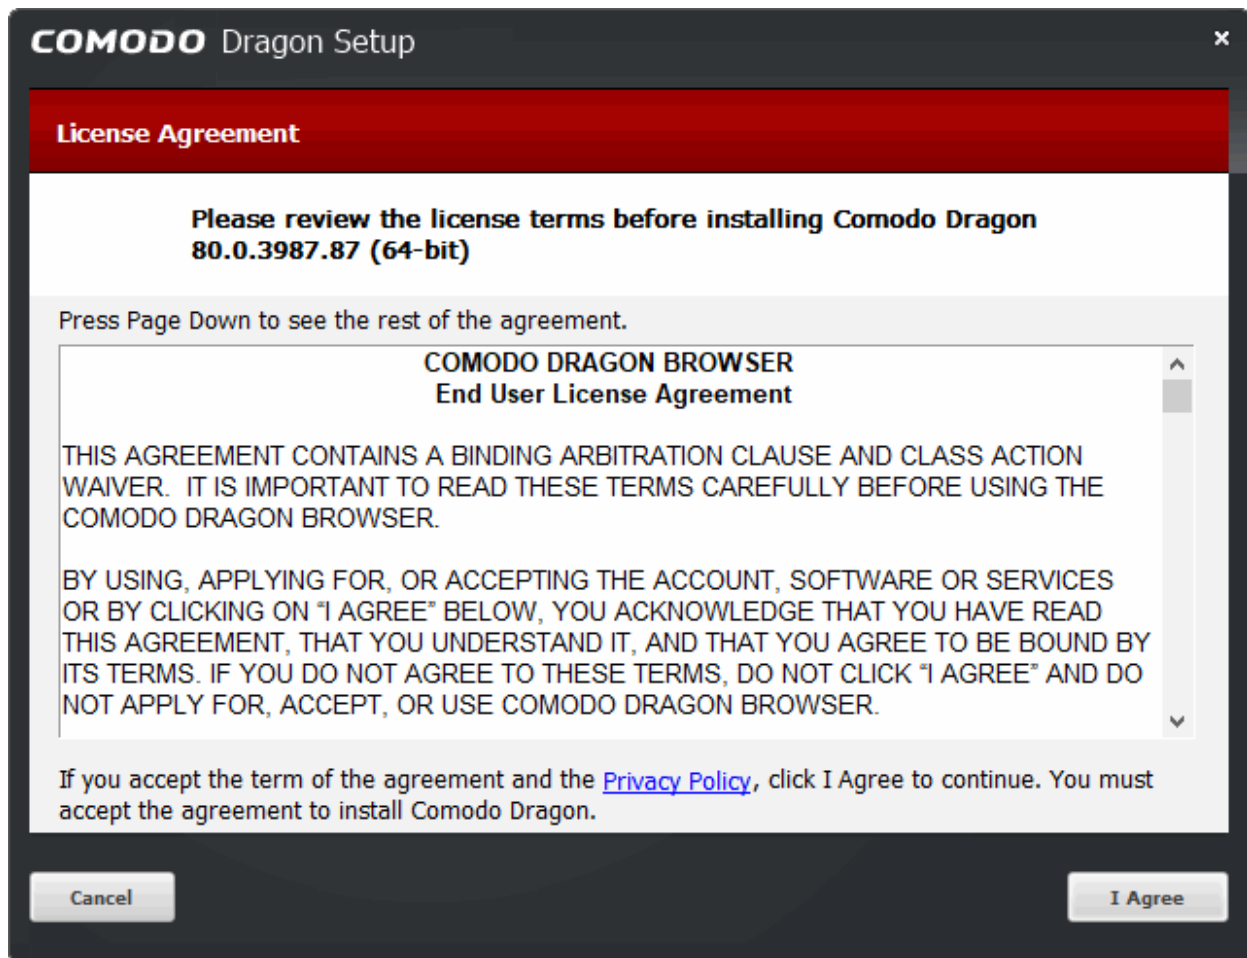 COMODO Dragon Setup
License Agreement
Please review the license terms before installing Comodo Dragon
80.0.3987.87 (64-bit)
Press Page Down to see the rest of the agreement.
COMODO DRAGON BROWSER
End User License Agreement
THIS AGREEMENT CONTAINS A BINDING ARBITRATION CLAUSE AND CLASS ACTION
WAIVER.  IT IS IMPORTANT TO READ THESE TERMS CAREFULLY BEFORE USING THE
COMODO DRAGON BROWSER.
BY USING, APPLYING FOR, OR ACCEPTING THE ACCOUNT, SOFTWARE OR SERVICES
OR BY CLICKING ON “I AGREE” BELOW, YOU ACKNOWLEDGE THAT YOU HAVE READ
THIS AGREEMENT, THAT YOU UNDERSTAND IT, AND THAT YOU AGREE TO BE BOUND BY
ITS TERMS. IF YOU DO NOT AGREE TO THESE TERMS, DO NOT CLICK “I AGREE” AND DO
NOT APPLY FOR, ACCEPT, OR USE COMODO DRAGON BROWSER.
If you accept the term of the agreement and the Privacy Policy, click I Agree to continue. You must
accept the agreement to install Comodo Dragon.
Cancel
I Agree